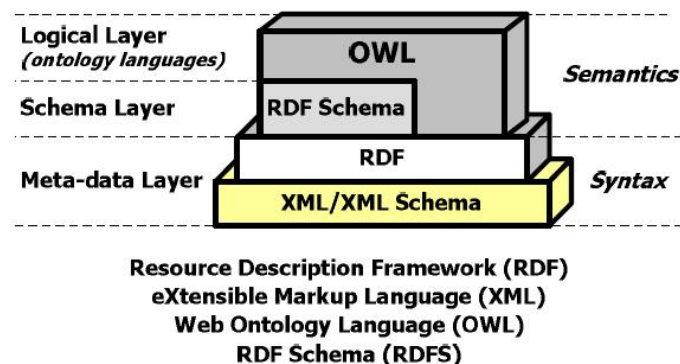 Logical Layer
(ontology languages)
OWL
Semantics
Schema Layer
RDF Schema
RDF
Meta-data Layer
Syntax
XML/XML Schema
Resource Description Framework (RDF)
eXtensible Markup Language (XML)
Web Ontology Language (OWL)
RDF Schema (RDFS)